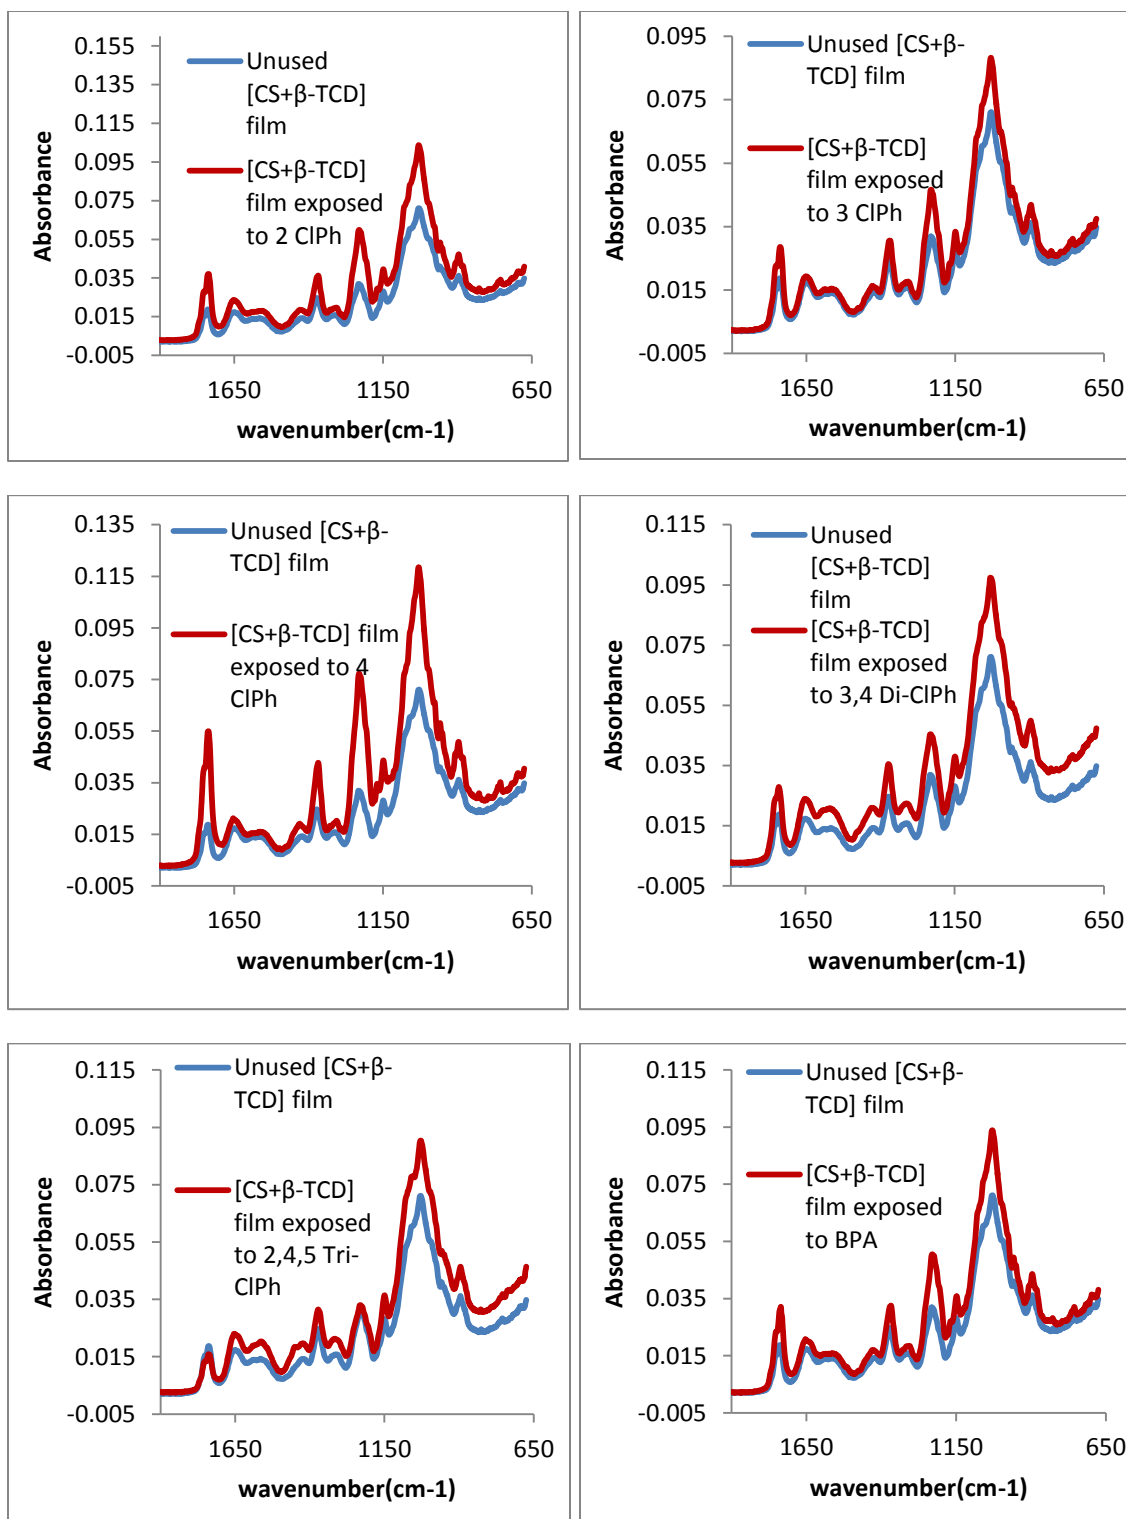 0.155
0.135
0.115
0.095
0.075
0.055
0.035
0.015
-0.005
Absorbance
Unused
[CS+β-TCD]
film
[CS+β-TCD]
film exposed
to 2 ClPh
1650
1150
650
wavenumber(cm-1)
0.095
0.075
0.055
0.035
0.015
-0.005
Absorbance
Unused [CS+β-
TCD] film
[CS+β-TCD]
film exposed
to 3 ClPh
1650
1150
650
wavenumber(cm-1)
0.135
0.115
0.095
0.075
0.055
0.035
0.015
-0.005
Absorbance
Unused [CS+β-
TCD] film
[CS+β-TCD] film
exposed to 4
ClPh
1650
1150
650
wavenumber(cm-1)
0.115
0.095
0.075
0.055
0.035
0.015
-0.005
Absorbance
Unused
[CS+β-TCD]
film
[CS+β-TCD]
film exposed
to 3,4 Di-ClPh
1650
1150
650
wavenumber(cm-1)
0.115
0.095
0.075
0.055
0.035
0.015
-0.005
Absorbance
Unused [CS+β-
TCD] film
[CS+β-TCD]
film exposed
to 2,4,5 Tri-
ClPh
1650
1150
650
wavenumber(cm-1)
0.115
0.095
0.075
0.055
0.035
0.015
-0.005
Absorbance
Unused [CS+β-
TCD] film
[CS+β-TCD]
film exposed
to BPA
1650
1150
650
wavenumber(cm-1)